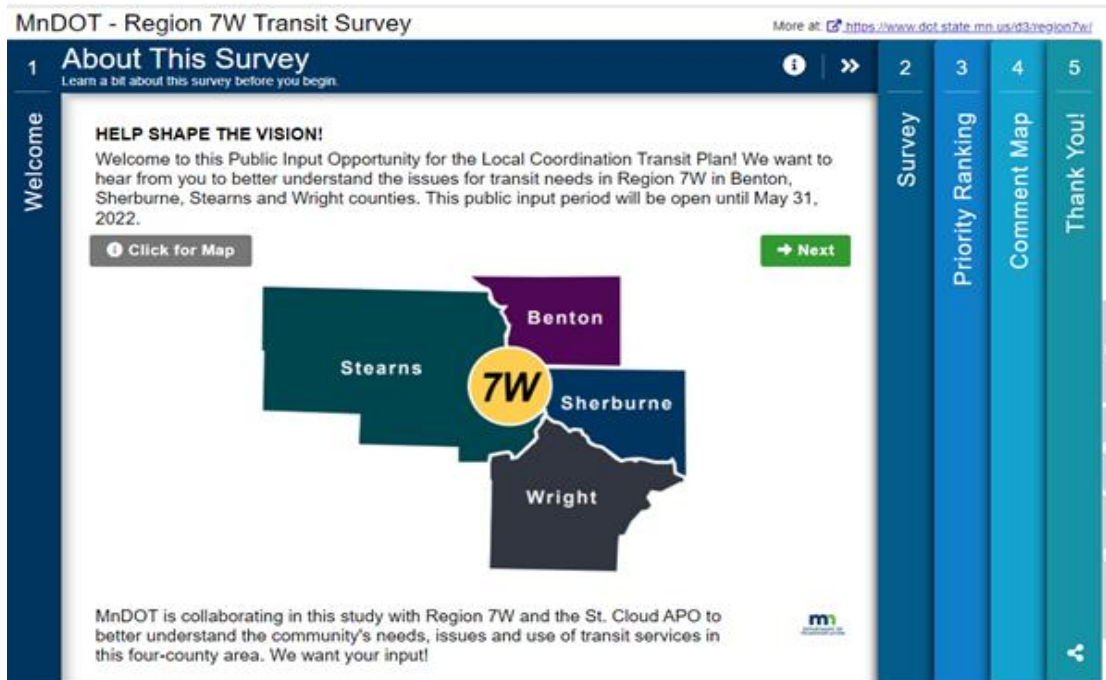 MnDOT - Region 7W Transit Survey
More at: https://www.dot.state.mn.us/d3/region7w/
1
About This Survey
Learn a bit about this survey before you begin.
Welcome
HELP SHAPE THE VISION!
Welcome to this Public Input Opportunity for the Local Coordination Transit Plan! We want to
hear from you to better understand the issues for transit needs in Region 7W in Benton,
Sherburne, Stearns and Wright counties. This public input period will be open until May 31,
2022.
Click for Map
Next
Benton
Stearns
7W
Sherburne
Wright
MnDOT is collaborating in this study with Region 7W and the St. Cloud APO to
better understand the community's needs, issues and use of transit services in
this four-county area. We want your input!
mn
2
Survey
3
Priority Ranking
4
Comment Map
5
Thank You!